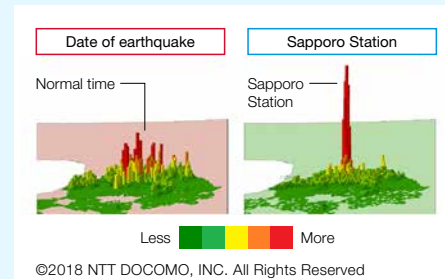 Date of earthquake
Sapporo Station
Normal time
Sapporo
Station
Less
More
©2018 NTT DOCOMO, INC. All Rights Reserved